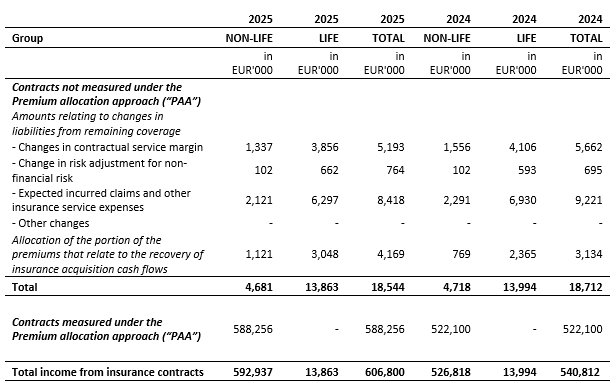 2025 2025 2025 2024 2024 2024
Group NON-LIFE LIFE TOTAL NON-LIFE LIFE TOTAL
in in in in in in
EUR'000 EUR'000 EUR'000 EUR'000 EUR'000 EUR'000
Contracts not measured under the
Premium allocation approach (“PAA”)
Amounts relating to changes in
liabilities from remaining coverage
- Changes in contractual service margin 1,337 3,856 5,193 1,556 4,106 5,662
- Change in risk adjustment for non-
financial risk 102 662 764 102 593 695
- Expected incurred claims and other
insurance service expenses 2,121 6,297 8,418 2,291 6,930 9,221
- Other changes - - - - - -
Allocation of the portion of the
premiums that relate to the recovery of
insurance acquisition cash flows 1,121 3,048 4,169 769 2,365 3,134
Total 4,681 13,863 18,544 4,718 13,994 18,712
Contracts measured under the
Premium allocation approach (“PAA”) 588,256 - 588,256 522,100 - 522,100
Total income from insurance contracts 592,937 13,863 606,800 526,818 13,994 540,812